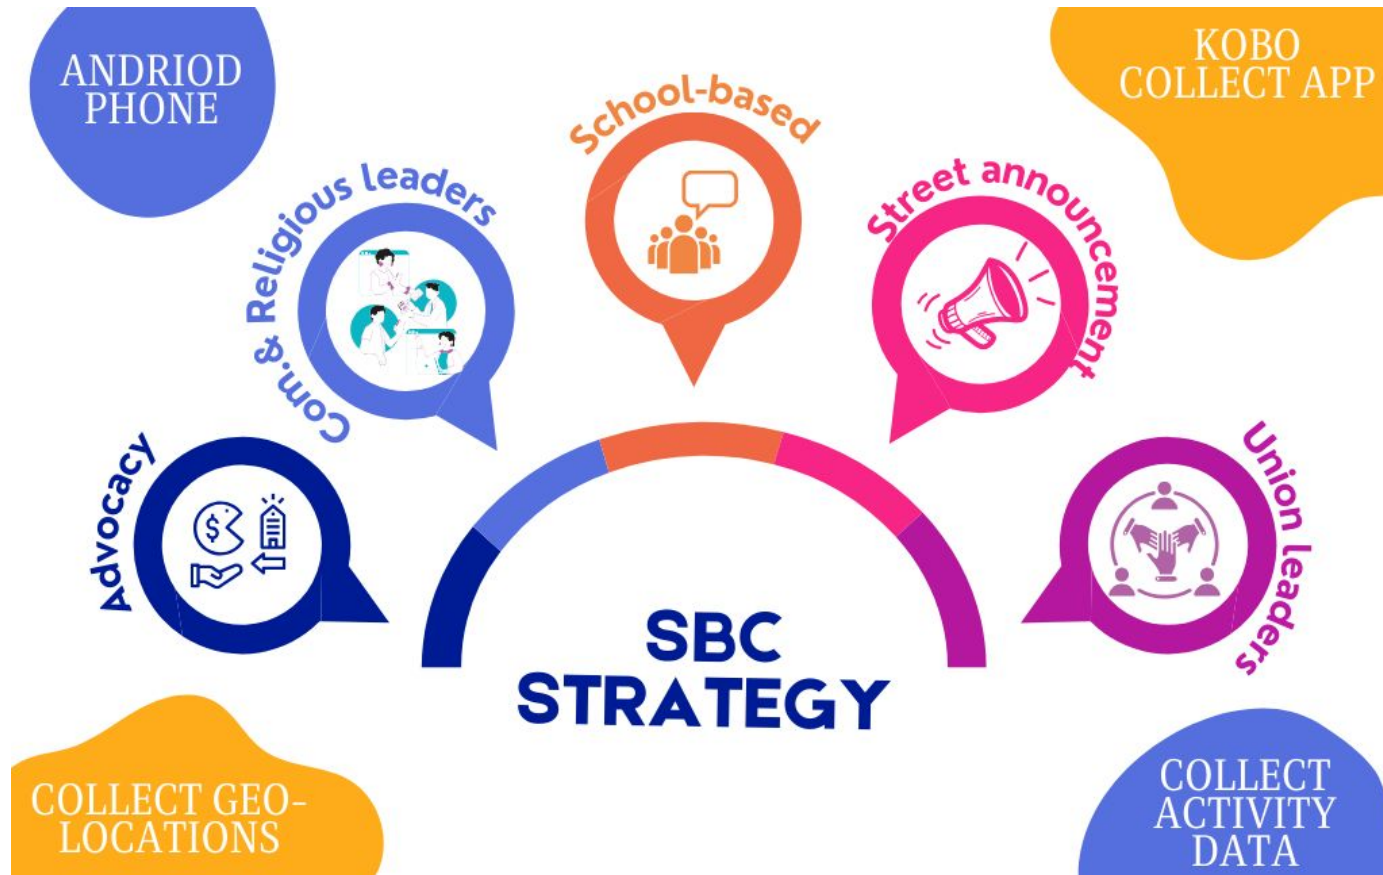 ANDRIOD
PHONE
KOBO
COLLECT APP
School-based
Com.& Religious leaders
Street announcement
Advocacy
Union leaders
SBC
STRATEGY
COLLECT GEO-
LOCATIONS
COLLECT
ACTIVITY
DATA
$